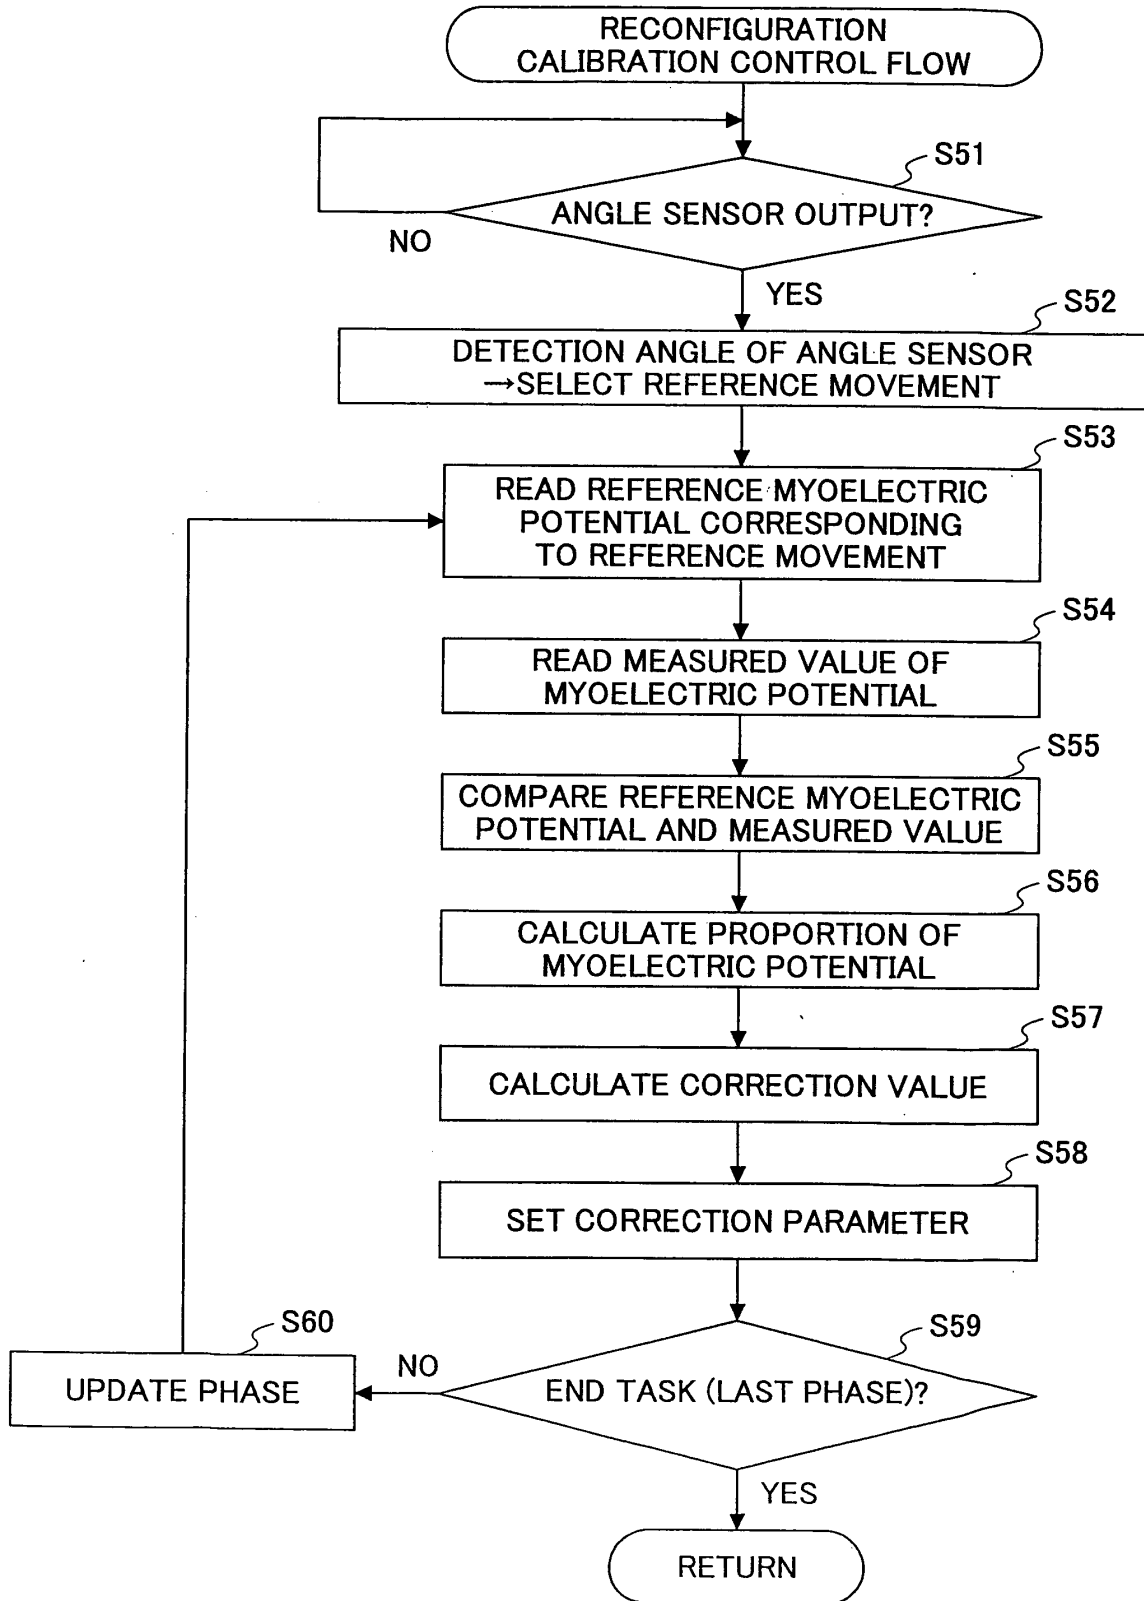 RECONFIGURATION
CALIBRATION CONTROL FLOW
S51
ANGLE SENSOR OUTPUT?
NO
YES
S52
DETECTION ANGLE OF ANGLE SENSOR
→SELECT REFERENCE MOVEMENT
S53
READ REFERENCE MYOELECTRIC
POTENTIAL CORRESPONDING
TO REFERENCE MOVEMENT
S54
READ MEASURED VALUE OF
MYOELECTRIC POTENTIAL
S55
COMPARE REFERENCE MYOELECTRIC
POTENTIAL AND MEASURED VALUE
S56
CALCULATE PROPORTION OF
MYOELECTRIC POTENTIAL
S57
CALCULATE CORRECTION VALUE
S58
SET CORRECTION PARAMETER
S60
S59
UPDATE PHASE
NO
END TASK (LAST PHASE)?
YES
RETURN